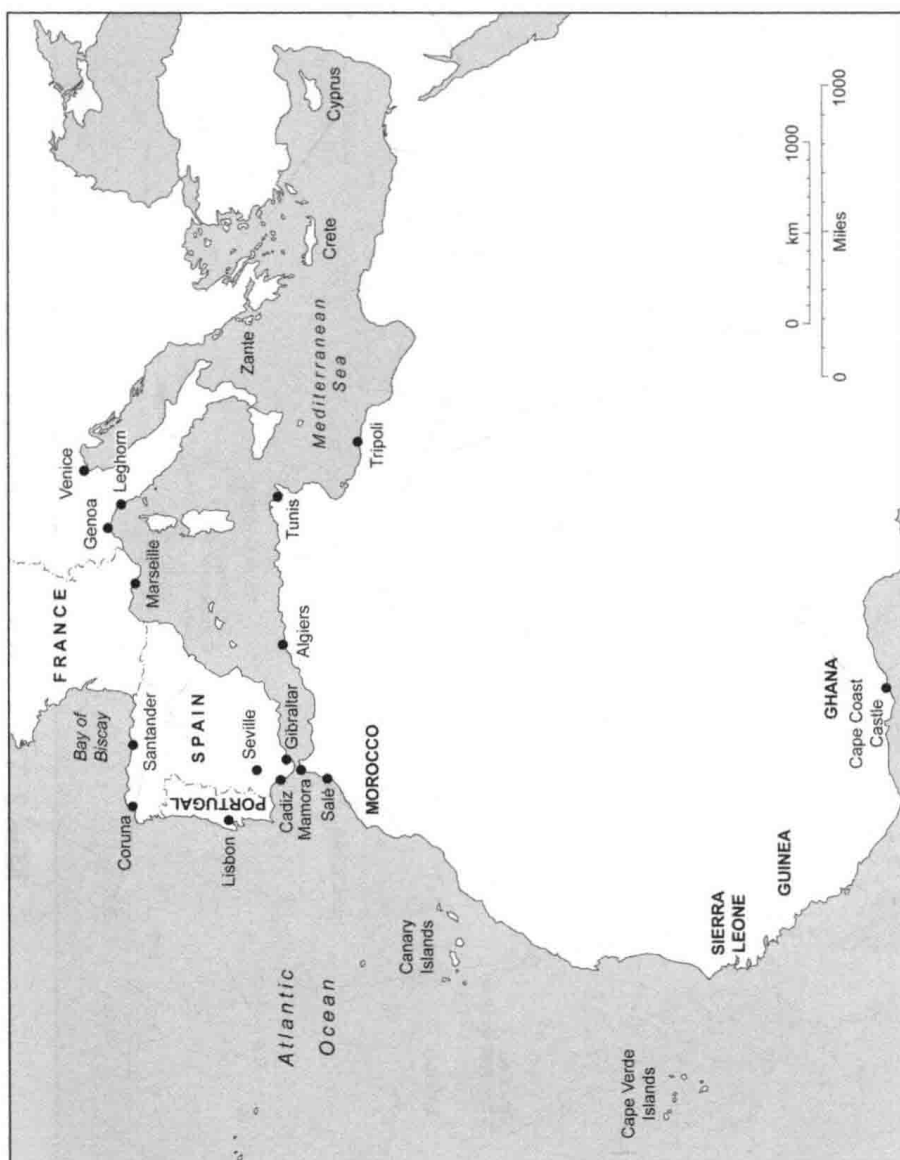 FRANCE
Bay of
Biscay
Venice
Genoa
Leghorn
Marseille
Coruna
Santander
SPAIN
PORTUGAL
Seville
Lisbon
Cadiz
Gibraltar
Mamora
Salé
Algiers
Tunis
Tripoli
Zante
Mediterranean
Sea
Crete
Cyprus
Atlantic
Ocean
MOROCCO
Canary
Islands
Cape Verde
Islands
SIERRA
LEONE
GUINEA
GHANA
Cape Coast
Castle
0 km 1000
0 Miles 1000